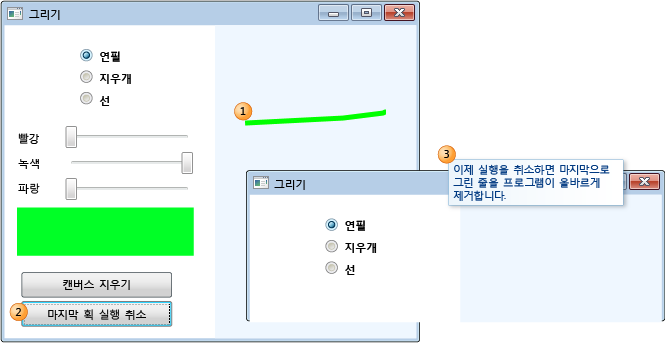 그리기
연필
지우개
선
빨강
녹색
파랑
캔버스 지우기
2
마지막 획 실행 취소
1
3
이제 실행을 취소하면 마지막으로
그린 줄을 프로그램이 올바르게
제거합니다.
그리기
연필
지우개
선